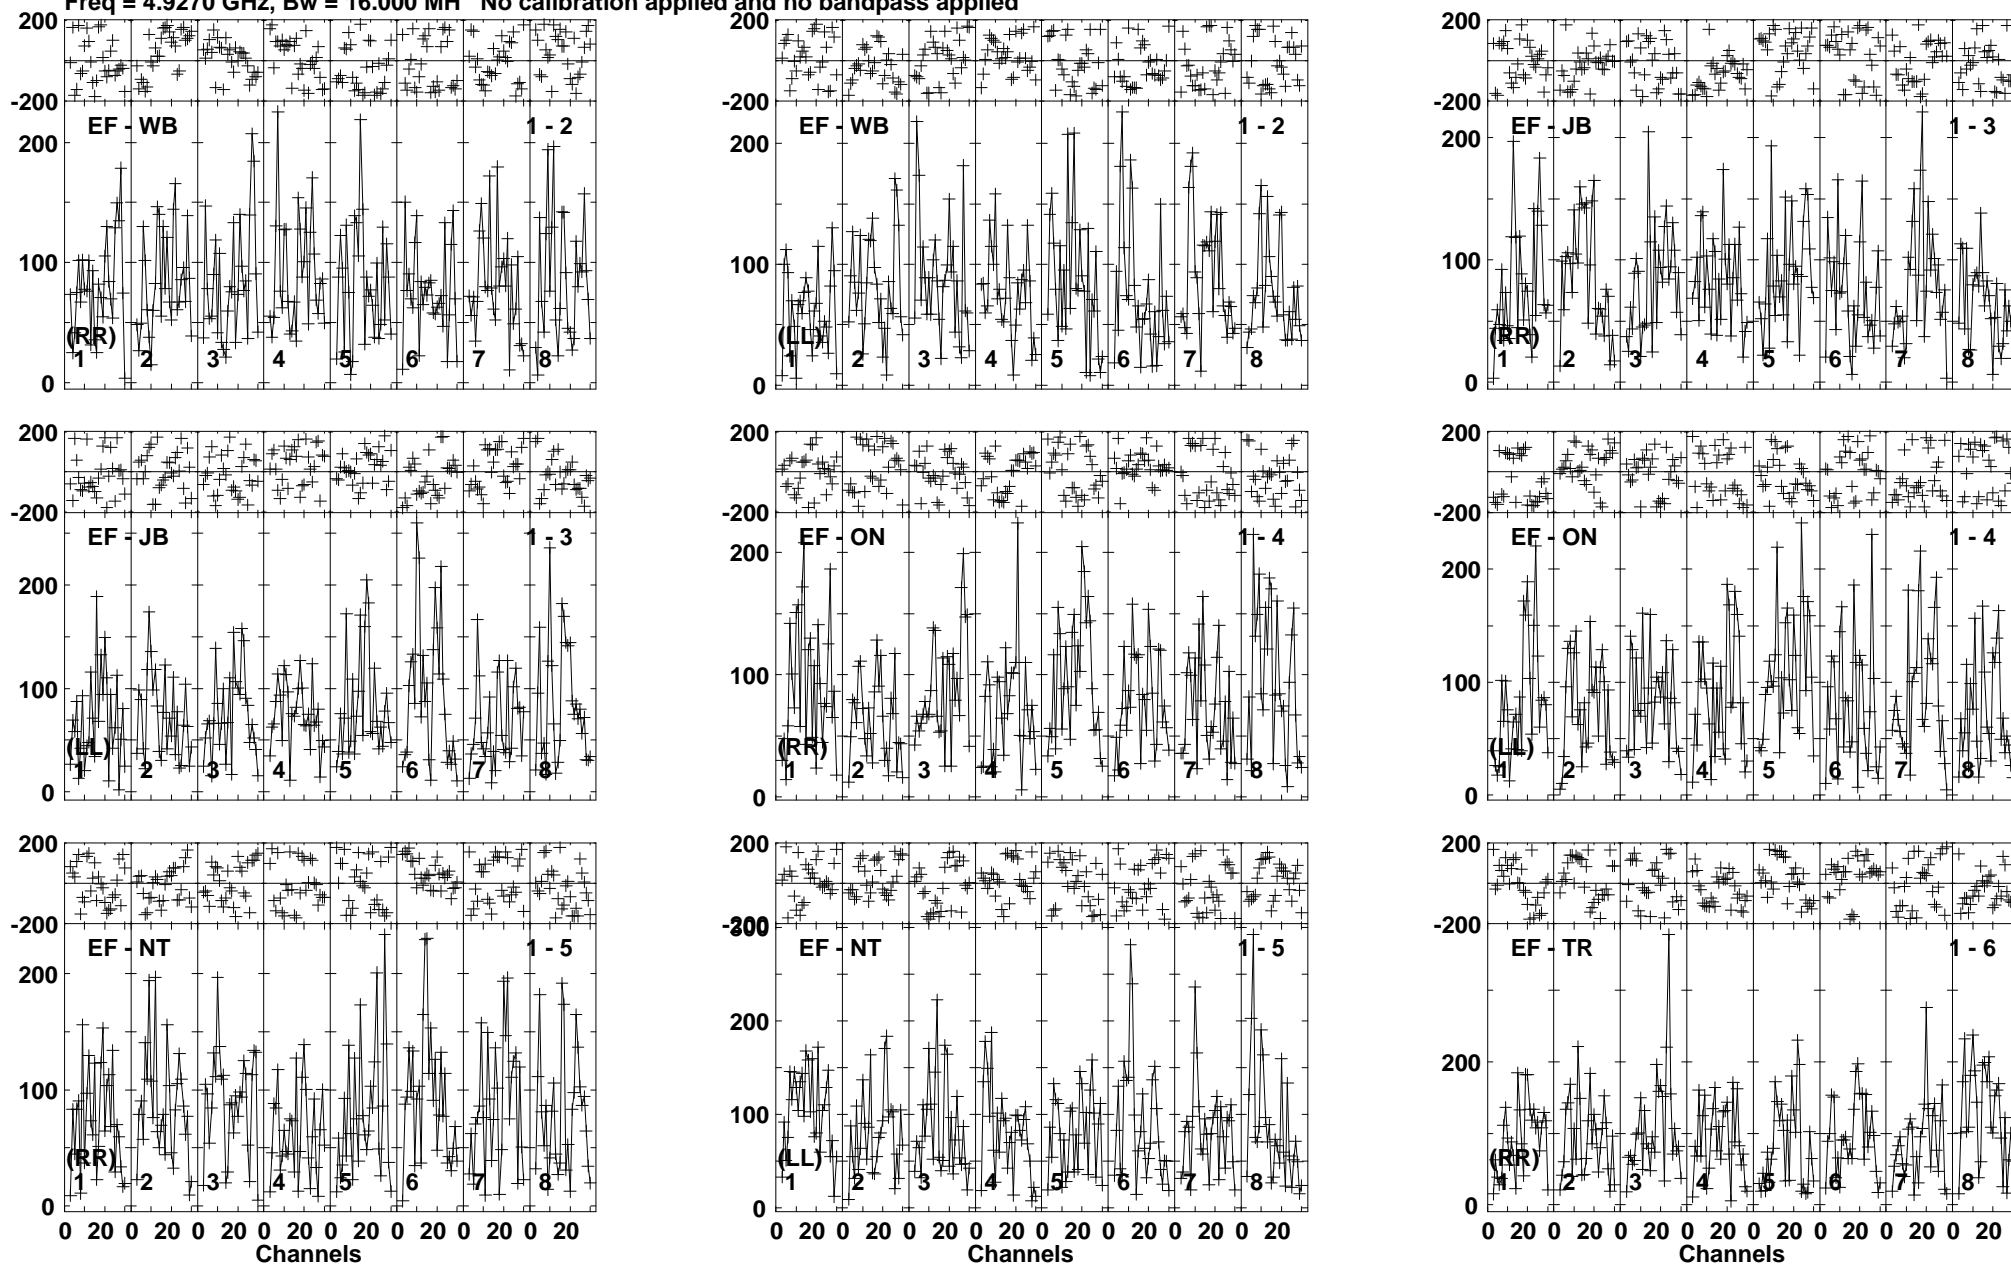 Freq = 4.9270 GHz, Bw = 16.000 MH No calibration applied and no bandpass applied
200 200 200
-200 -200 -200
EF - WB 1 - 2 EF - WB 1 - 2 EF - JB 1 - 3
200 200 200
100 100 100
(RR) (LL) (RR)
1 2 3 4 5 6 7 8 1 2 3 4 5 6 7 8 1 2 3 4 5 6 7 8
0 0 0
200 200 200
-200 -200 -200
EF - JB 1 - 3 EF - ON 1 - 4 EF - ON 1 - 4
200 200 200
100 100 100
(LL) (RR) (LL)
1 2 3 4 5 6 7 8 1 2 3 4 5 6 7 8 1 2 3 4 5 6 7 8
0 0 0
200 200 200
-200 -200 -200
300
EF - NT 1 - 5 EF - NT 1 - 5 EF - TR 1 - 6
200 200 200
100 100 100
(RR) (LL) (RR)
1 2 3 4 5 6 7 8 1 2 3 4 5 6 7 8 1 2 3 4 5 6 7 8
0 0 0
0 20 0 20 0 20 0 20 0 20 0 20 0 20 0 20 0 20 0 20 0 20 0 20 0 20 0 20 0 20 0 20 0 20 0 20 0 20 0 20 0 20 0 20 0 20 0 20
Channels Channels Channels